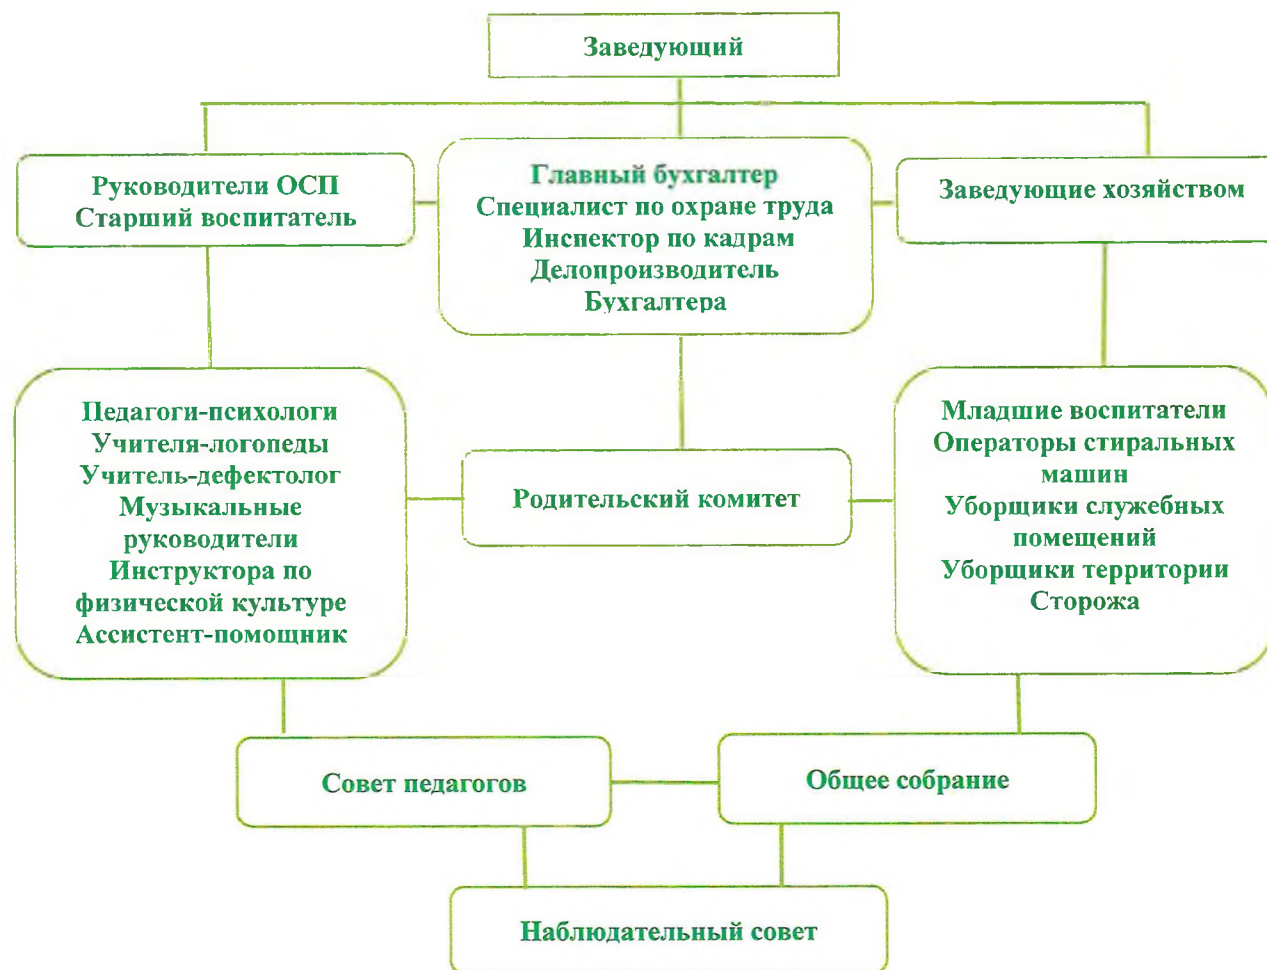 Заведующий
Руководители ОСП
Старший воспитатель
Главный бухгалтер
Специалист по охране труда
Инспектор по кадрам
Делопроизводитель
Бухгалтера
Заведующие хозяйством
Педагоги-психологи
Учителя-логопеды
Учитель-дефектолог
Музыкальные
руководители
Инструктора по
физической культуре
Ассистент-помощник
Родительский комитет
Младшие воспитатели
Операторы стиральных
машин
Уборщики служебных
помещений
Уборщики территории
Сторожа
Совет педагогов
Общее собрание
Наблюдательный совет